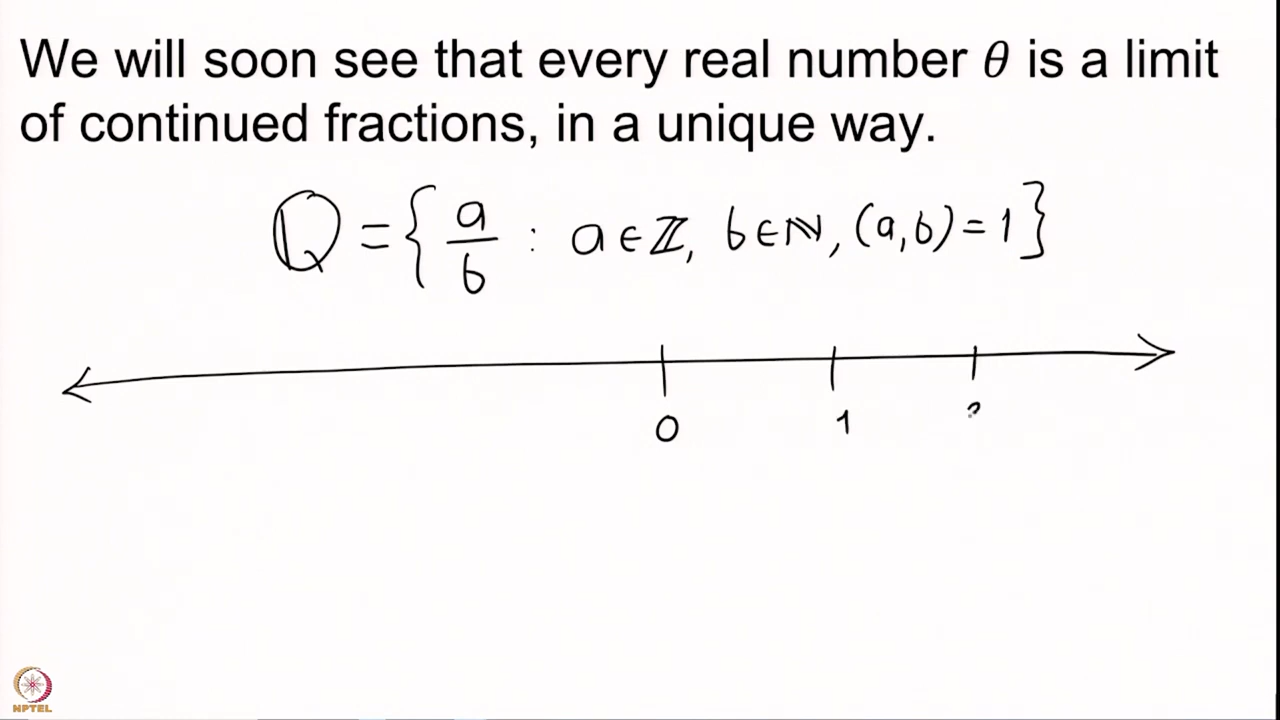 We will soon see that every real number θ is a limit
of continued fractions, in a unique way.
ℚ = { a/b : a ∈ ℤ, b ∈ ℕ, (a, b) = 1 }
0 1
NPTEL